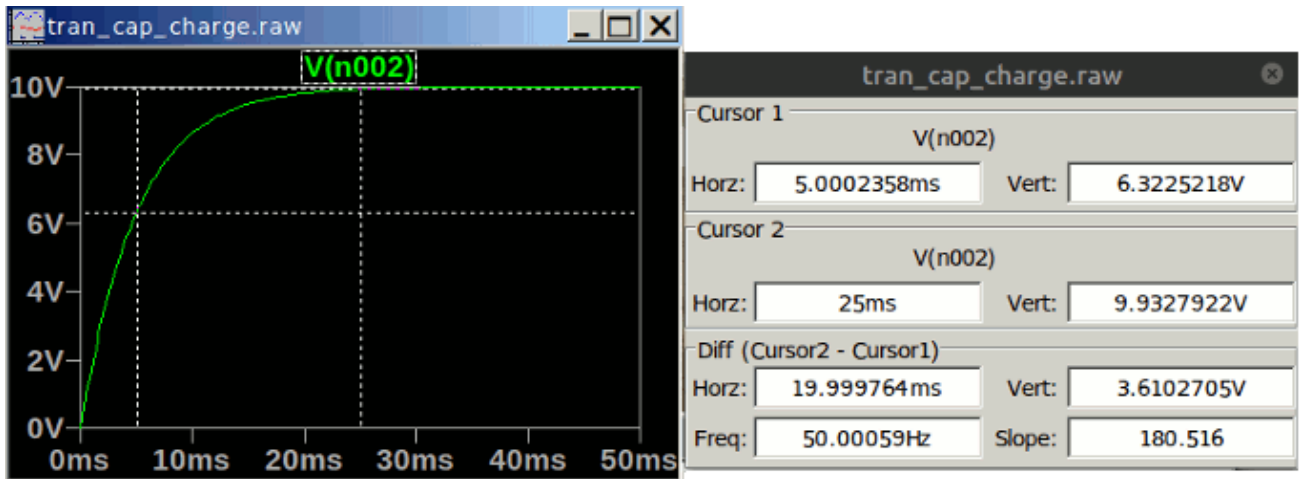 tran_cap_charge.raw
V(n002)
10V
8V
6V
4V
2V
0V
0ms 10ms 20ms 30ms 40ms 50ms
tran_cap_charge.raw
Cursor 1
V(n002)
Horz: 5.0002358ms Vert: 6.3225218V
Cursor 2
V(n002)
Horz: 25ms Vert: 9.9327922V
Diff (Cursor2 - Cursor1)
Horz: 19.999764ms Vert: 3.6102705V
Freq: 50.00059Hz Slope: 180.516